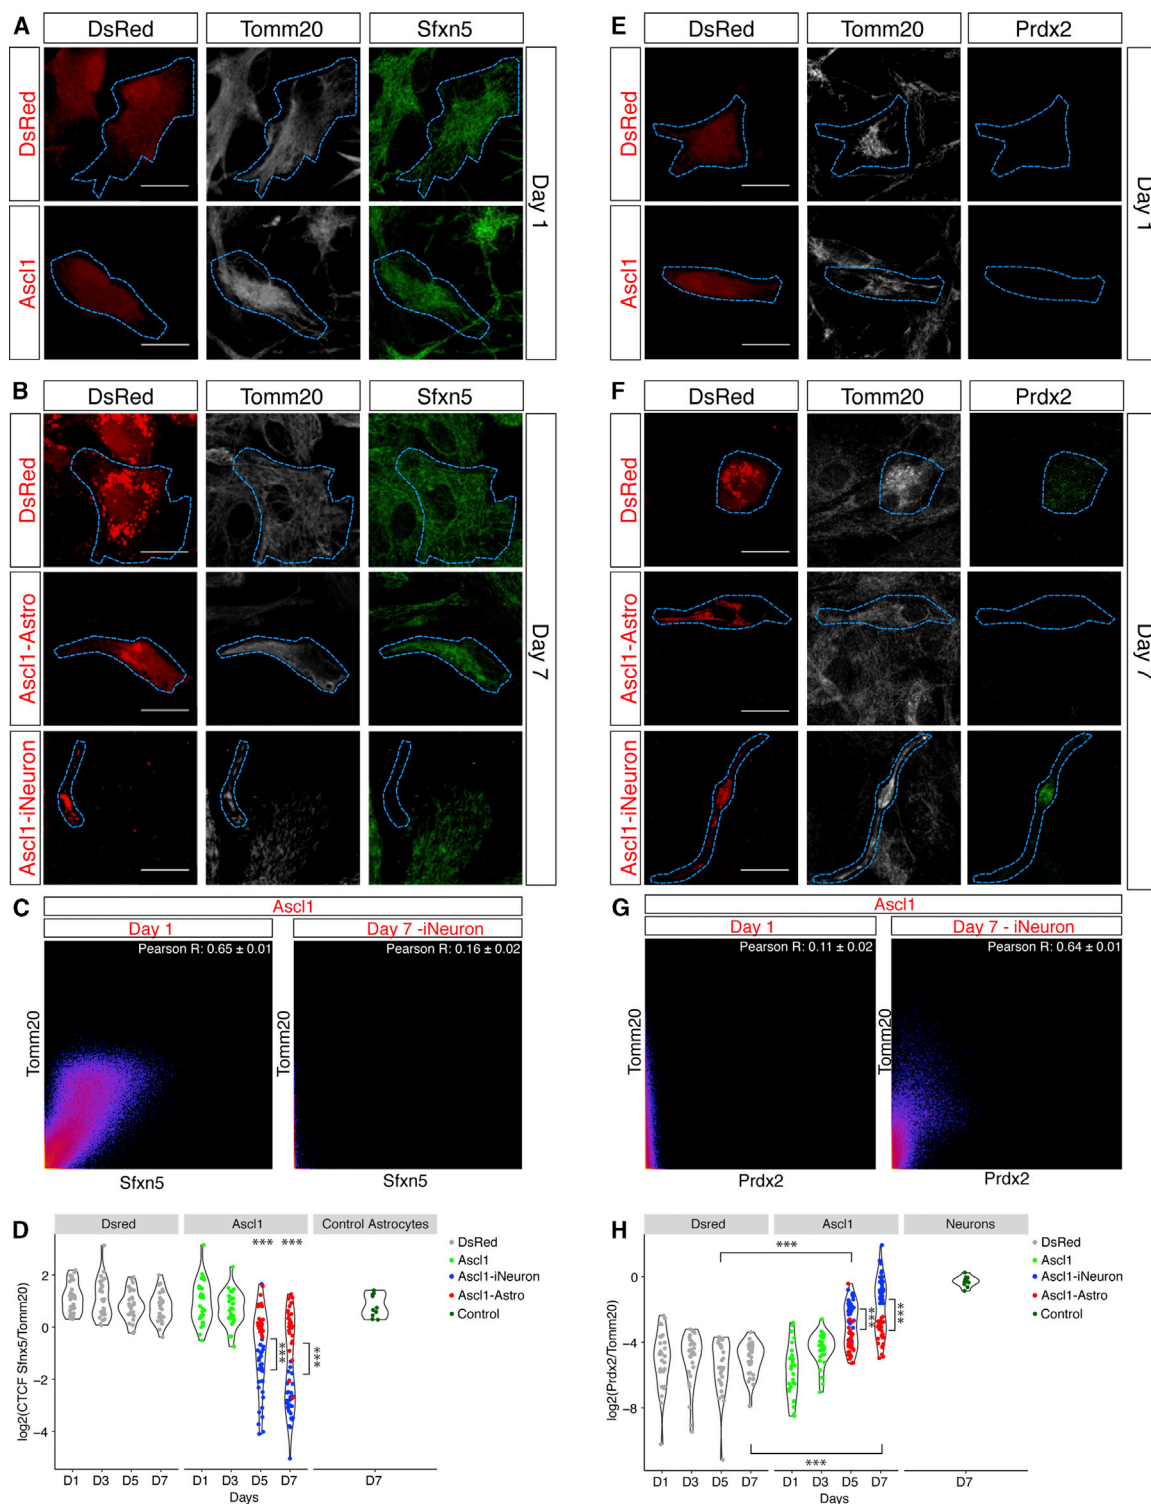 A
DsRed Tomm20 Sfxn5
DsRed
Ascl1
Day 1
B
DsRed Tomm20 Sfxn5
DsRed
Ascl1-Astro
Ascl1-iNeuron
Day 7
C
Ascl1
Day 1 Day 7 -iNeuron
Pearson R: 0.65 ± 0.01 Pearson R: 0.16 ± 0.02
Tomm20 Tomm20
Sfxn5 Sfxn5
D
Dsred Ascl1 Control Astrocytes
*** ***
*** ***
log2(CTCF Sfnx5/Tomm20)
2
0
−2
−4
D1 D3 D5 D7 D1 D3 D5 D7 D7
Days
DsRed
Ascl1
Ascl1-iNeuron
Ascl1-Astro
Control
E
DsRed Tomm20 Prdx2
DsRed
Ascl1
Day 1
F
DsRed Tomm20 Prdx2
DsRed
Ascl1-Astro
Ascl1-iNeuron
Day 7
G
Ascl1
Day 1 Day 7 - iNeuron
Pearson R: 0.11 ± 0.02 Pearson R: 0.64 ± 0.01
Tomm20 Tomm20
Prdx2 Prdx2
H
Dsred Ascl1 Neurons
***
*** ***
***
log2(Prdx2/Tomm20)
0
−4
−8
D1 D3 D5 D7 D1 D3 D5 D7 D7
Days
DsRed
Ascl1
Ascl1-iNeuron
Ascl1-Astro
Control